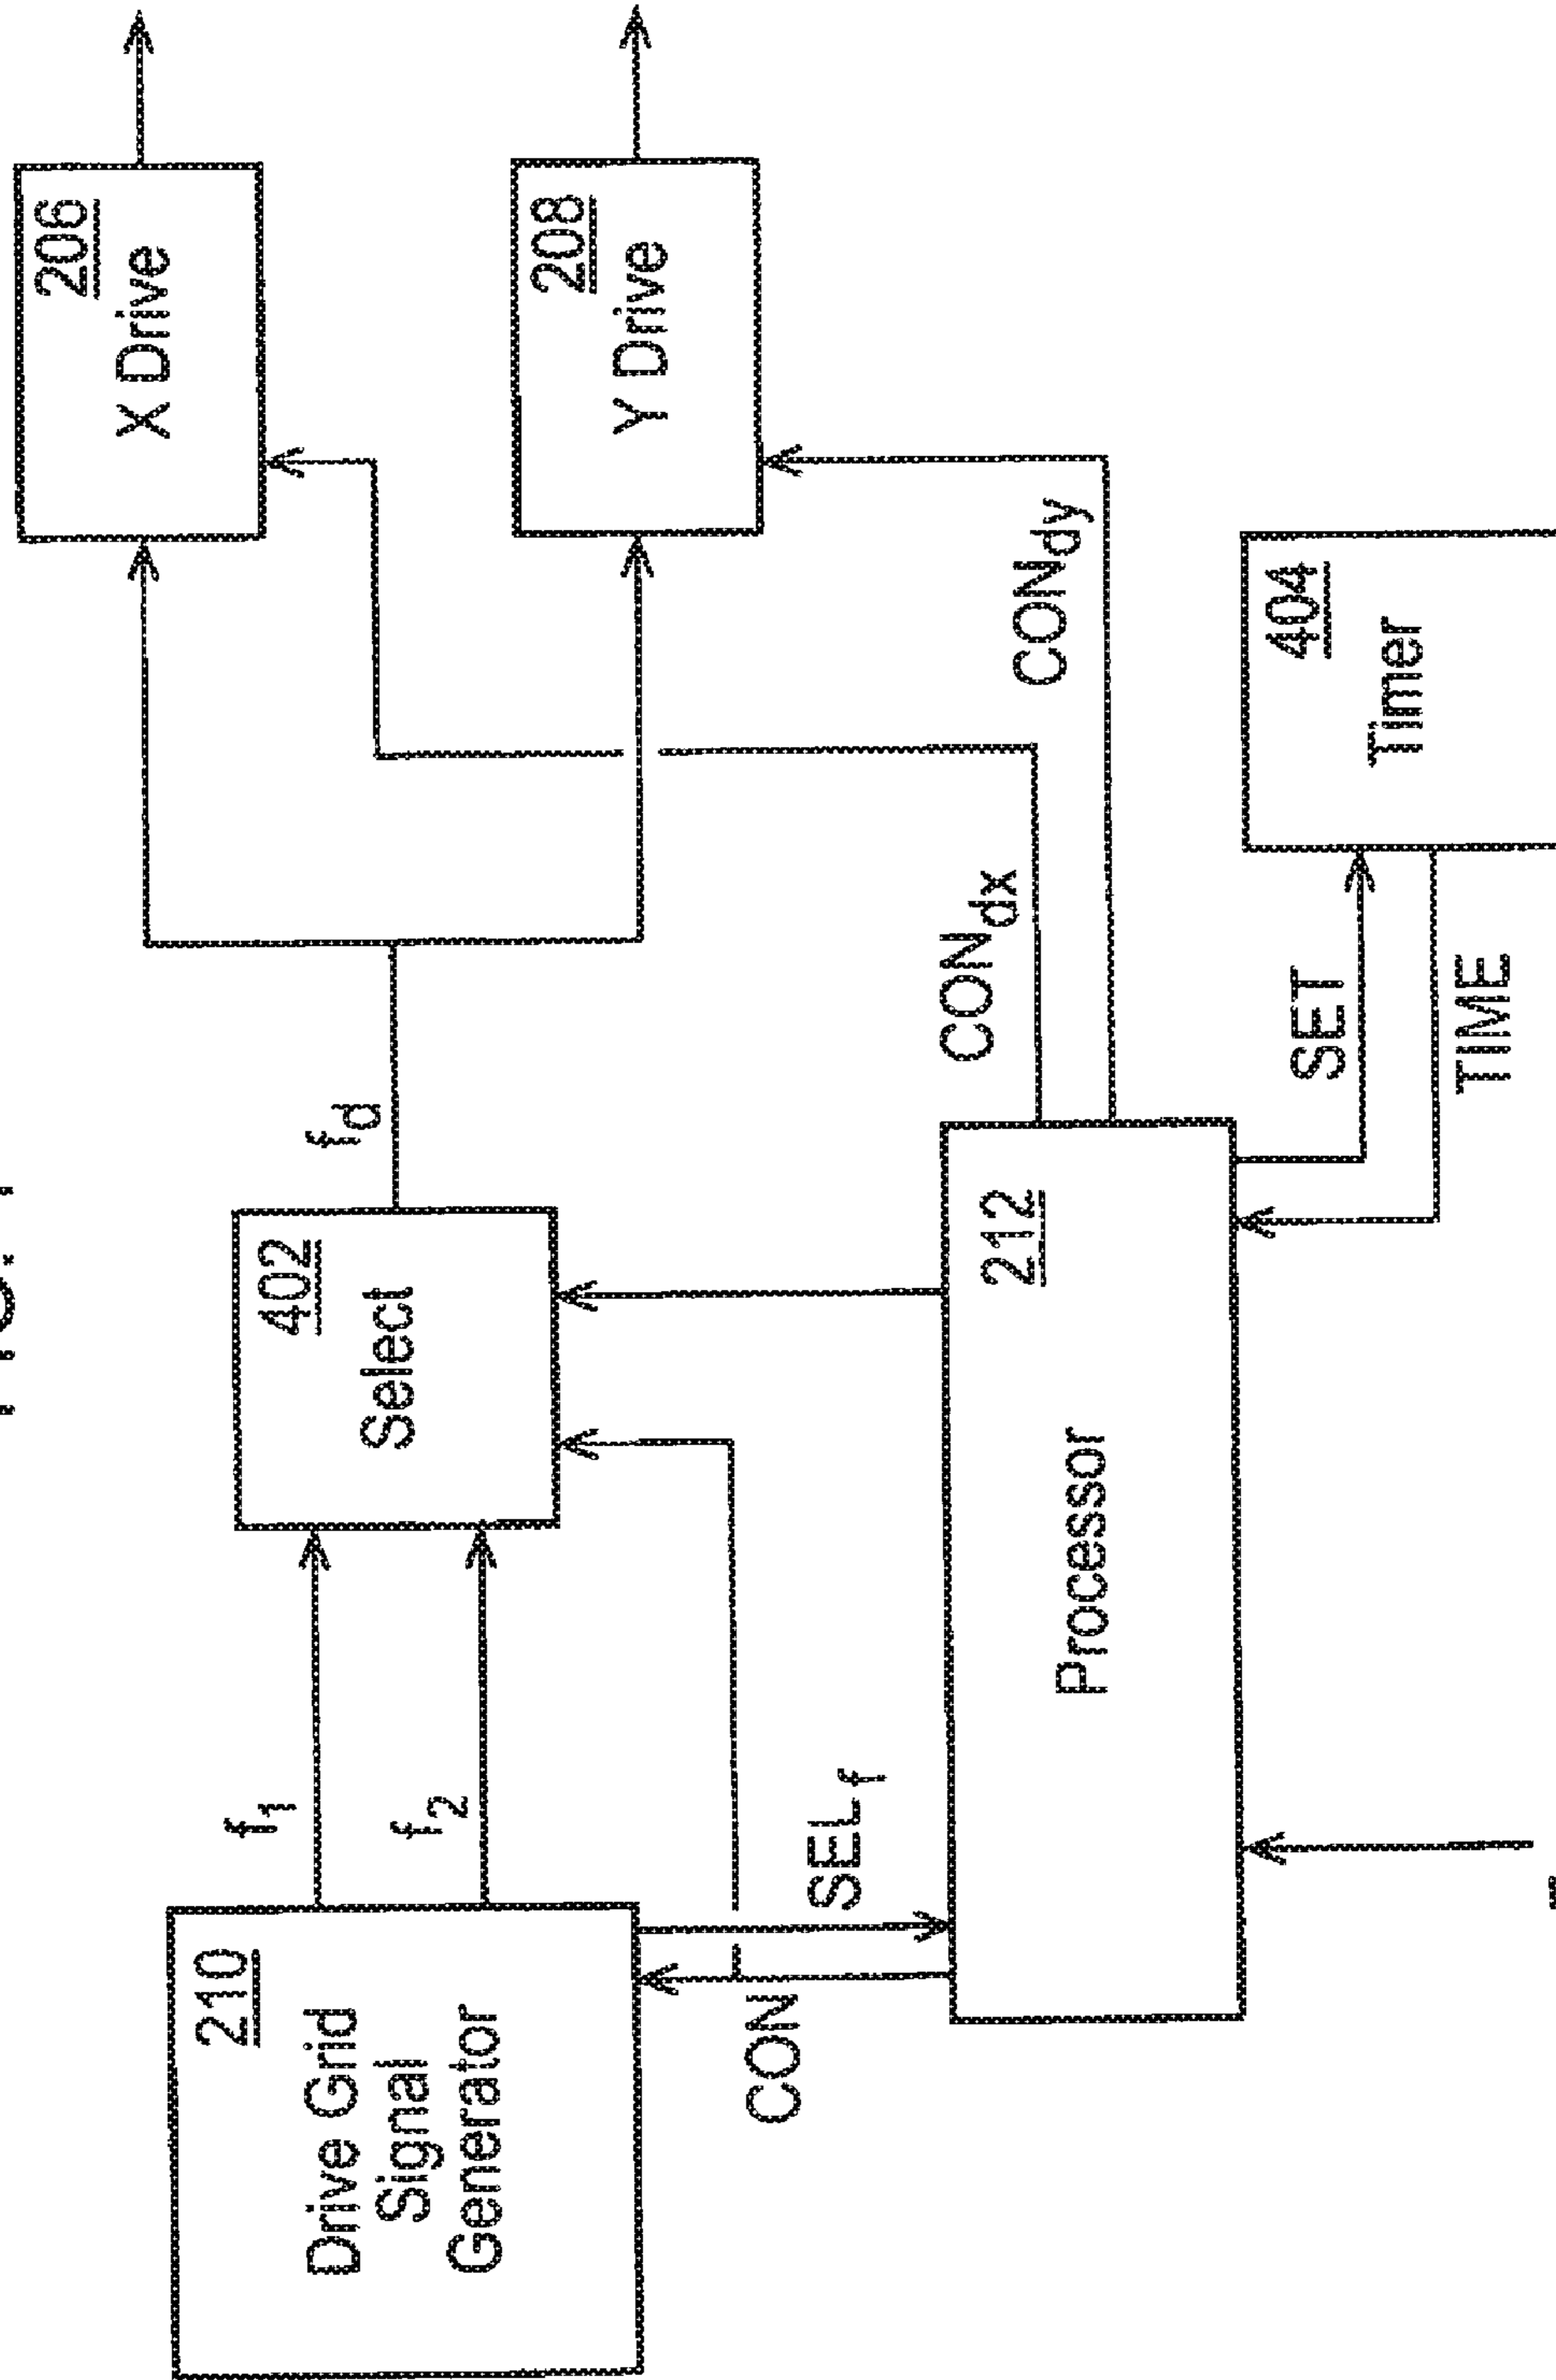 206
X Drive
208
Y Drive
f1
f2
402
Select
fd
210
Drive Grid
Signal
Generator
CON
SELf
CONdx
CONdy
212
Processor
SET
TIME
404
Timer